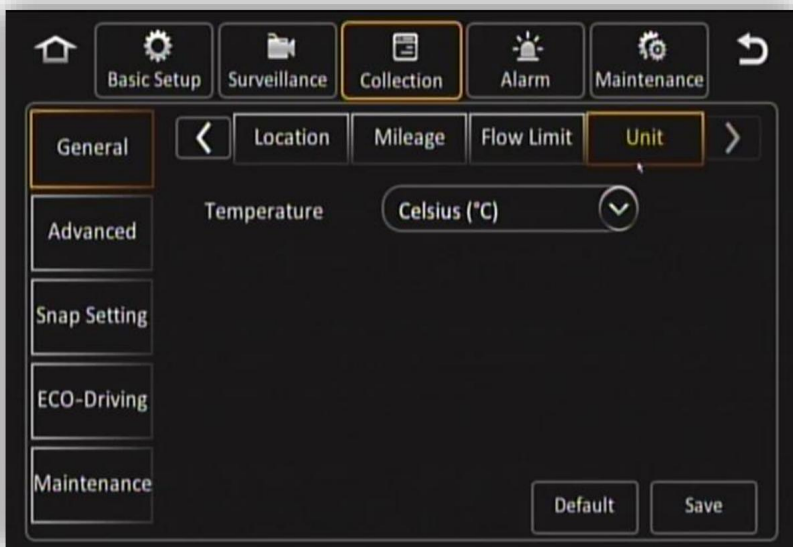 Basic Setup
Surveillance
Collection
Alarm
Maintenance
General
Location
Mileage
Flow Limit
Unit
Temperature
Celsius (°C)
Advanced
Snap Setting
ECO-Driving
Maintenance
Default
Save